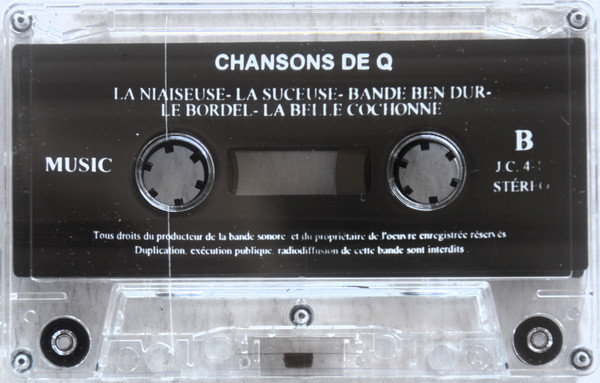 CHANSONS DE Q
LA NIAISEUSE- LA SUCEUSE- BANDE BEN DUR-
LE BORDEL- LA BELLE COCHONNE
MUSIC
B
J.C. 4-
STÉRÉO
Tous droits du producteur de la bande sonore et du propriétaire de l'oeuvre enregistrée réservés
Duplication, exécution publique, radiodiffusion de cette bande sont interdits.